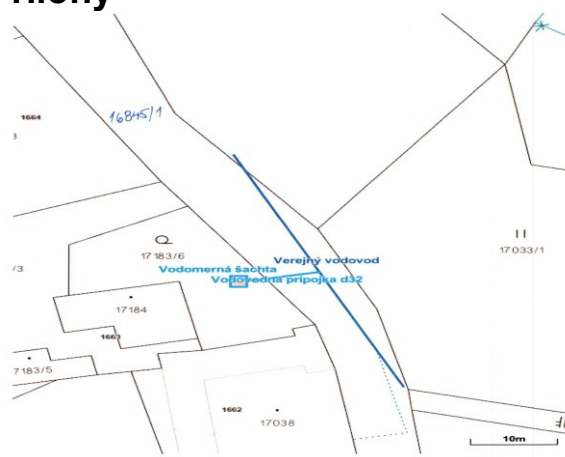 16845/1
1664
3
17183/6
17033/1
Verejný vodovod
Vodomerná šachta
Vodovodná prípojka d32
/3
17184
1663
7183/5
1662
17038
10m